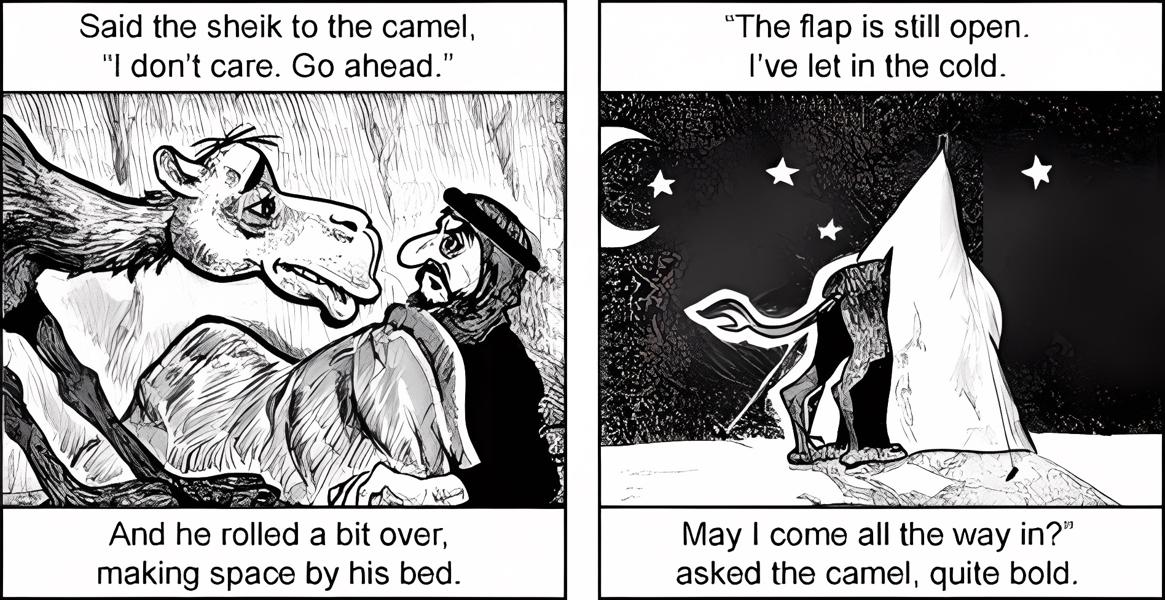 Said the sheik to the camel,
"I don't care. Go ahead."
And he rolled a bit over,
making space by his bed.
"The flap is still open.
I've let in the cold.
May I come all the way in?"
asked the camel, quite bold.